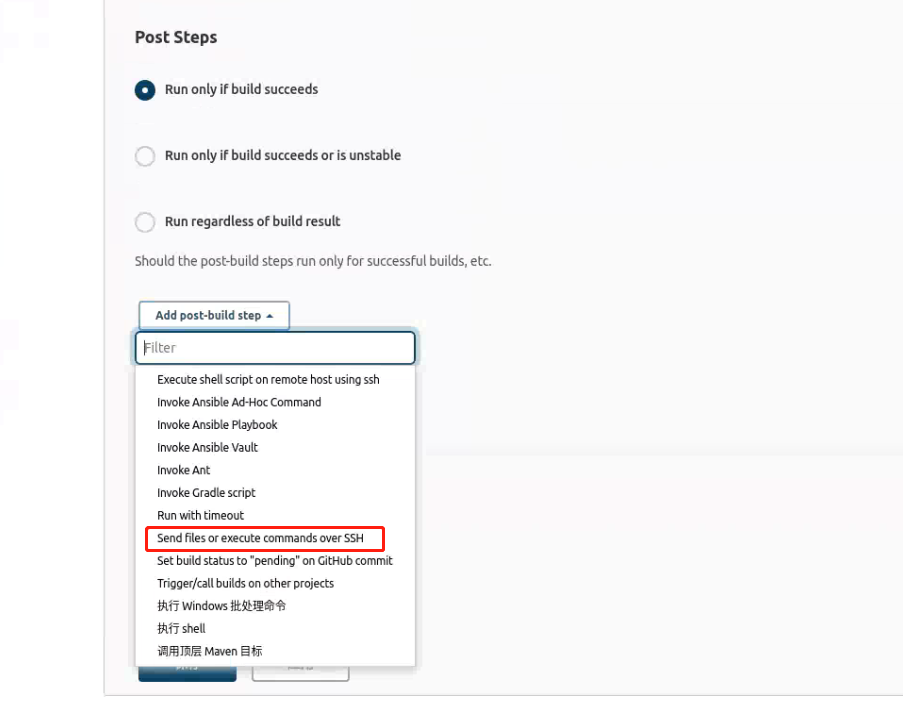 Post Steps
Run only if build succeeds
Run only if build succeeds or is unstable
Run regardless of build result
Should the post-build steps run only for successful builds, etc.
Add post-build step
Filter
Execute shell script on remote host using ssh
Invoke Ansible Ad-Hoc Command
Invoke Ansible Playbook
Invoke Ansible Vault
Invoke Ant
Invoke Gradle script
Run with timeout
Send files or execute commands over SSH
Set build status to "pending" on GitHub commit
Trigger/call builds on other projects
执行 Windows 批处理命令
执行 shell
调用顶层 Maven 目标